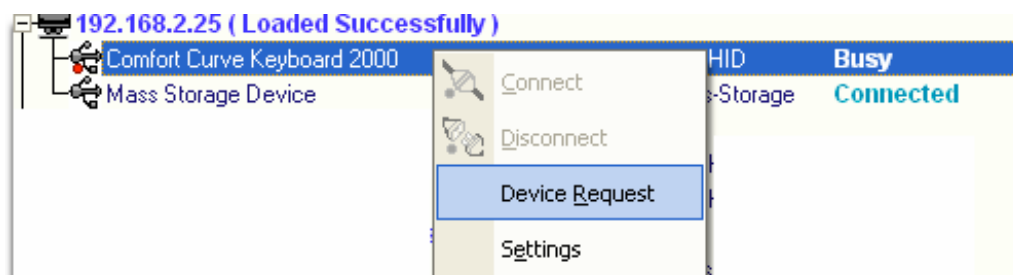 192.168.2.25 ( Loaded Successfully )
Comfort Curve Keyboard 2000 HID Busy
Connect
Mass Storage Device -Storage Connected
Disconnect
Device Request
Settings